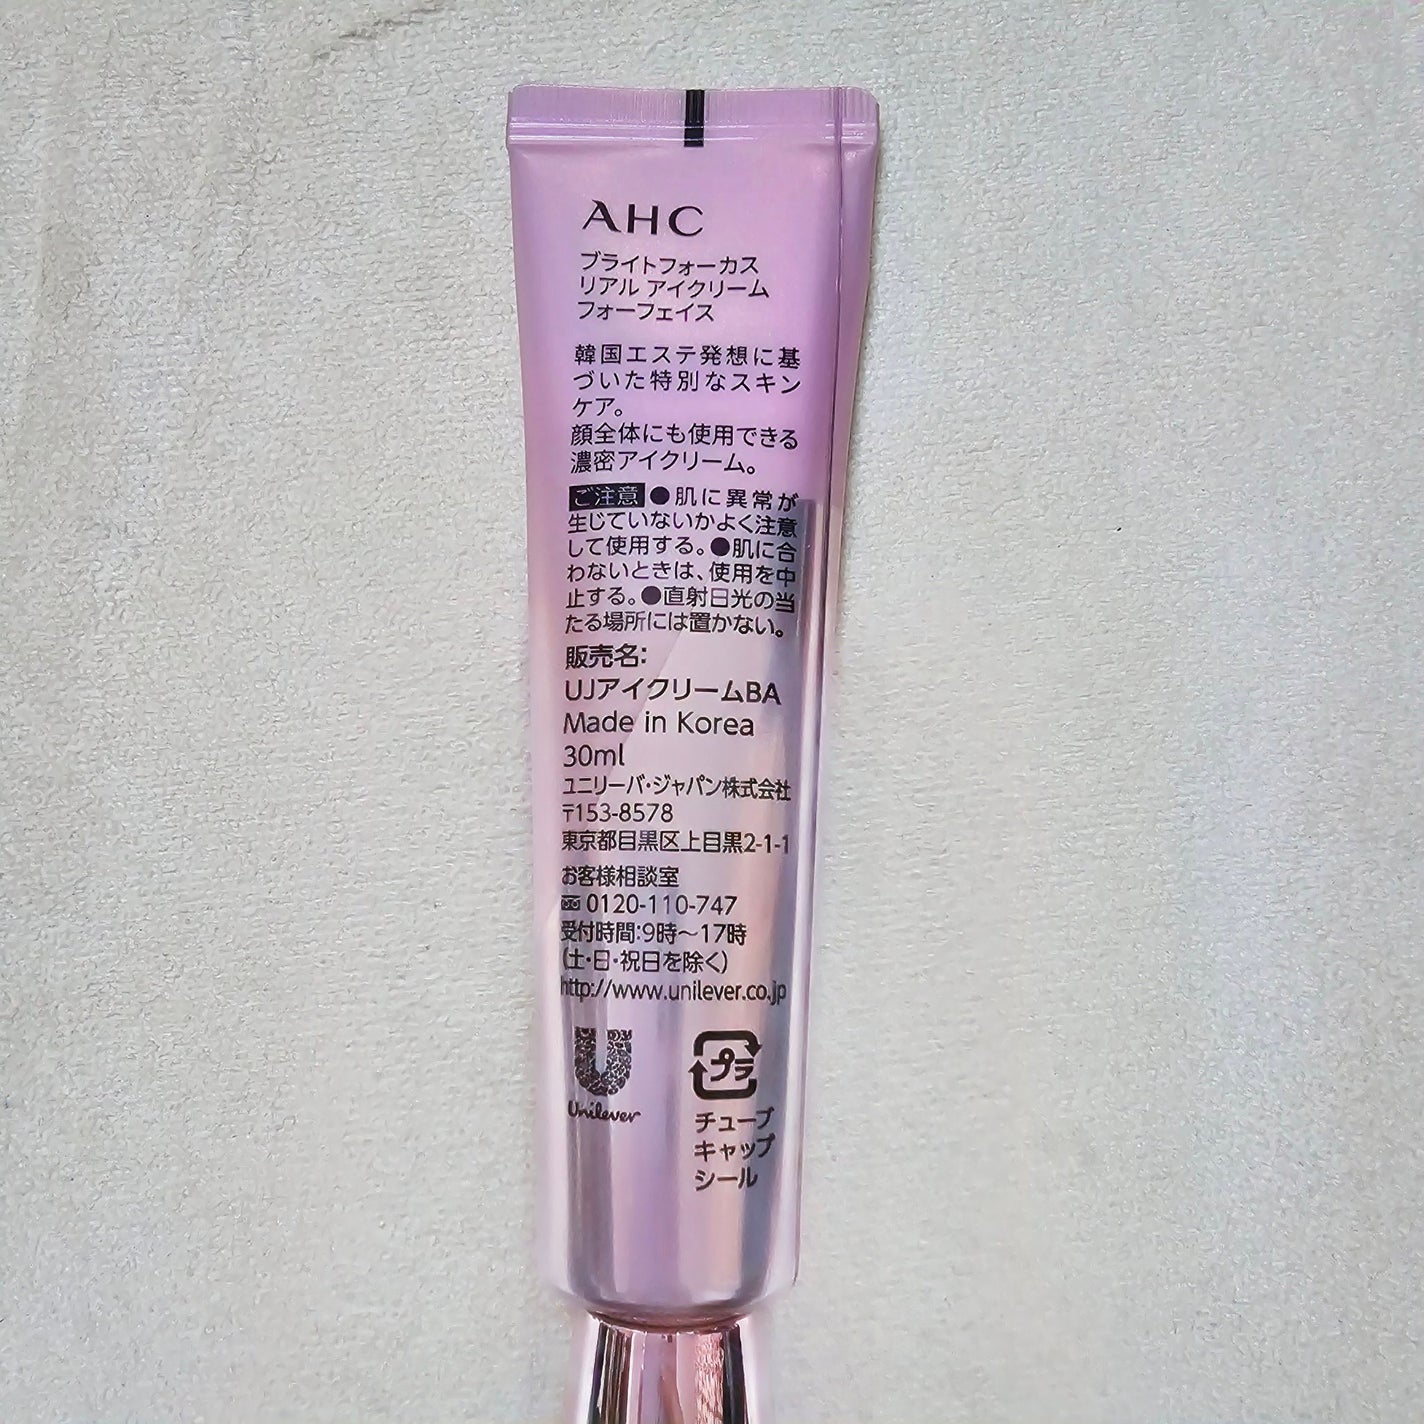 AHC
ブライトフォーカス
リアル アイクリーム
フォーフェイス
韓国エステ発想に基
づいた特別なスキン
ケア。
顔全体にも使用できる
濃密アイクリーム。
ご注意 ●肌に異常が
生じていないかよく注意
して使用する。●肌に合
わないときは、使用を中
止する。●直射日光の当
たる場所には置かない。
販売名:
UJアイクリームBA
Made in Korea
30ml
ユニリーバ・ジャパン株式会社
〒153-8578
東京都目黒区上目黒2-1-1
お客様相談室
0120-110-747
受付時間:9時～17時
(土・日・祝日を除く)
http://www.unilever.co.jp
Unilever
プラ
チューブ
キャップ
シール